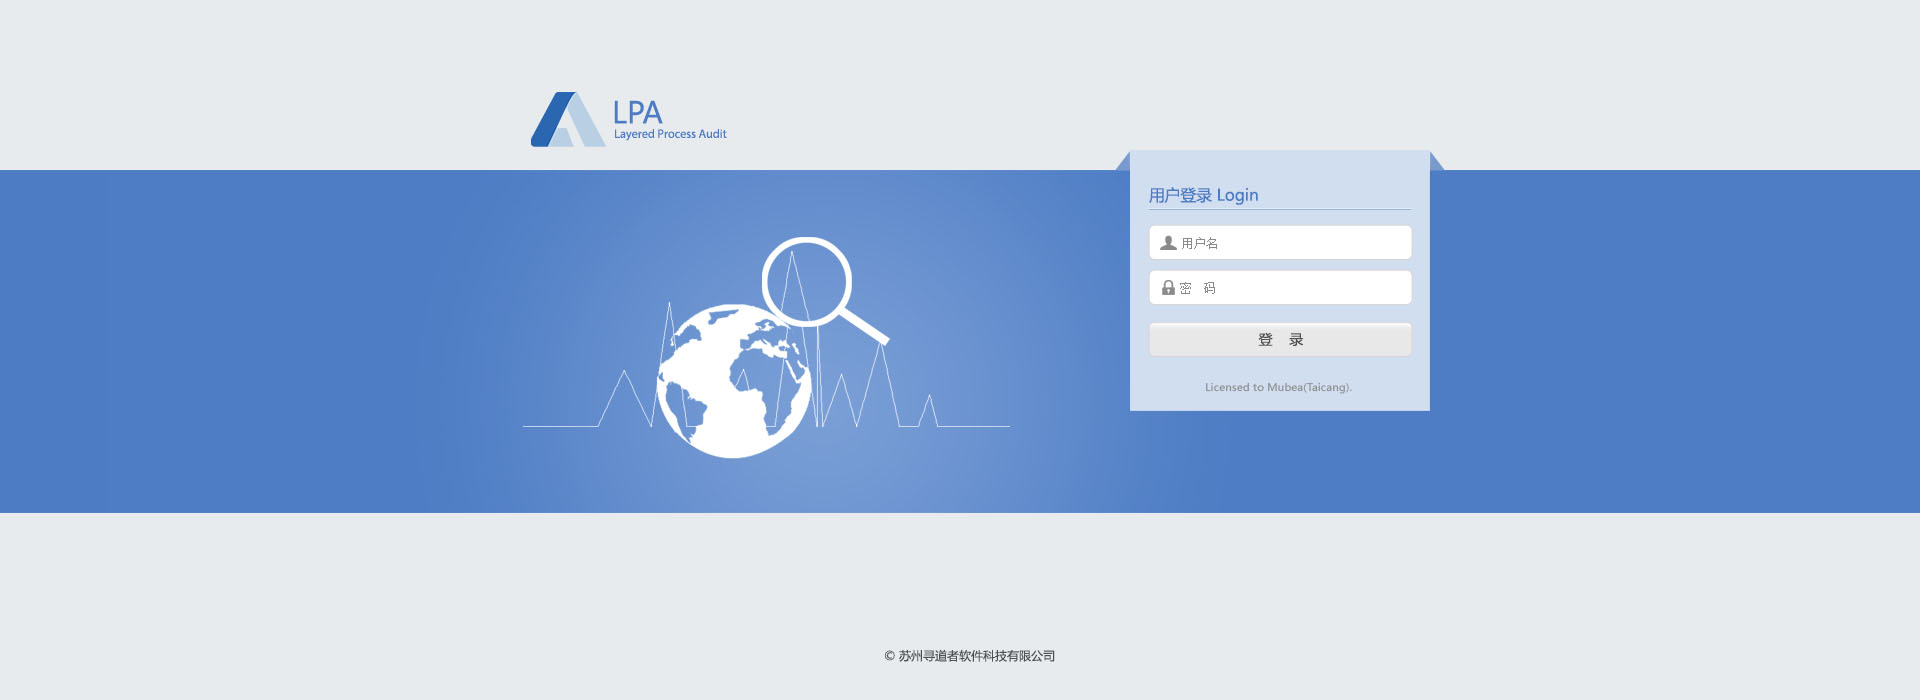 LPA
Layered Process Audit
用户登录 Login
用户名
密 码
登 录
Licensed to Mubea(Taicang).
© 苏州寻道者软件科技有限公司